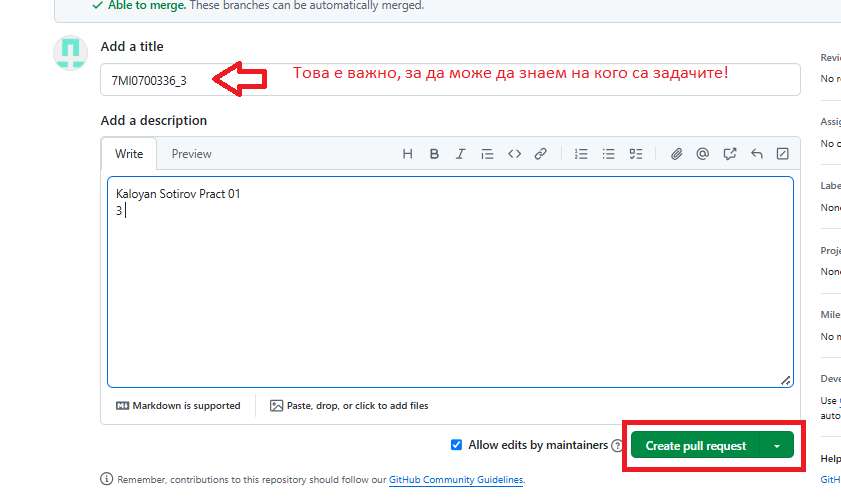 Able to merge. These branches can be automatically merged.
Add a title
7MI0700336_3
Това е важно, за да може да знаем на кого са задачите!
Add a description
Write Preview
Kaloyan Sotirov Pract 01
3
Markdown is supported
Paste, drop, or click to add files
Allow edits by maintainers
Create pull request
Remember, contributions to this repository should follow our GitHub Community Guidelines.
Revie
No re
Assig
No o
Labe
None
Proje
None
Mile
No m
Deve
Use
auto
Help
GitH